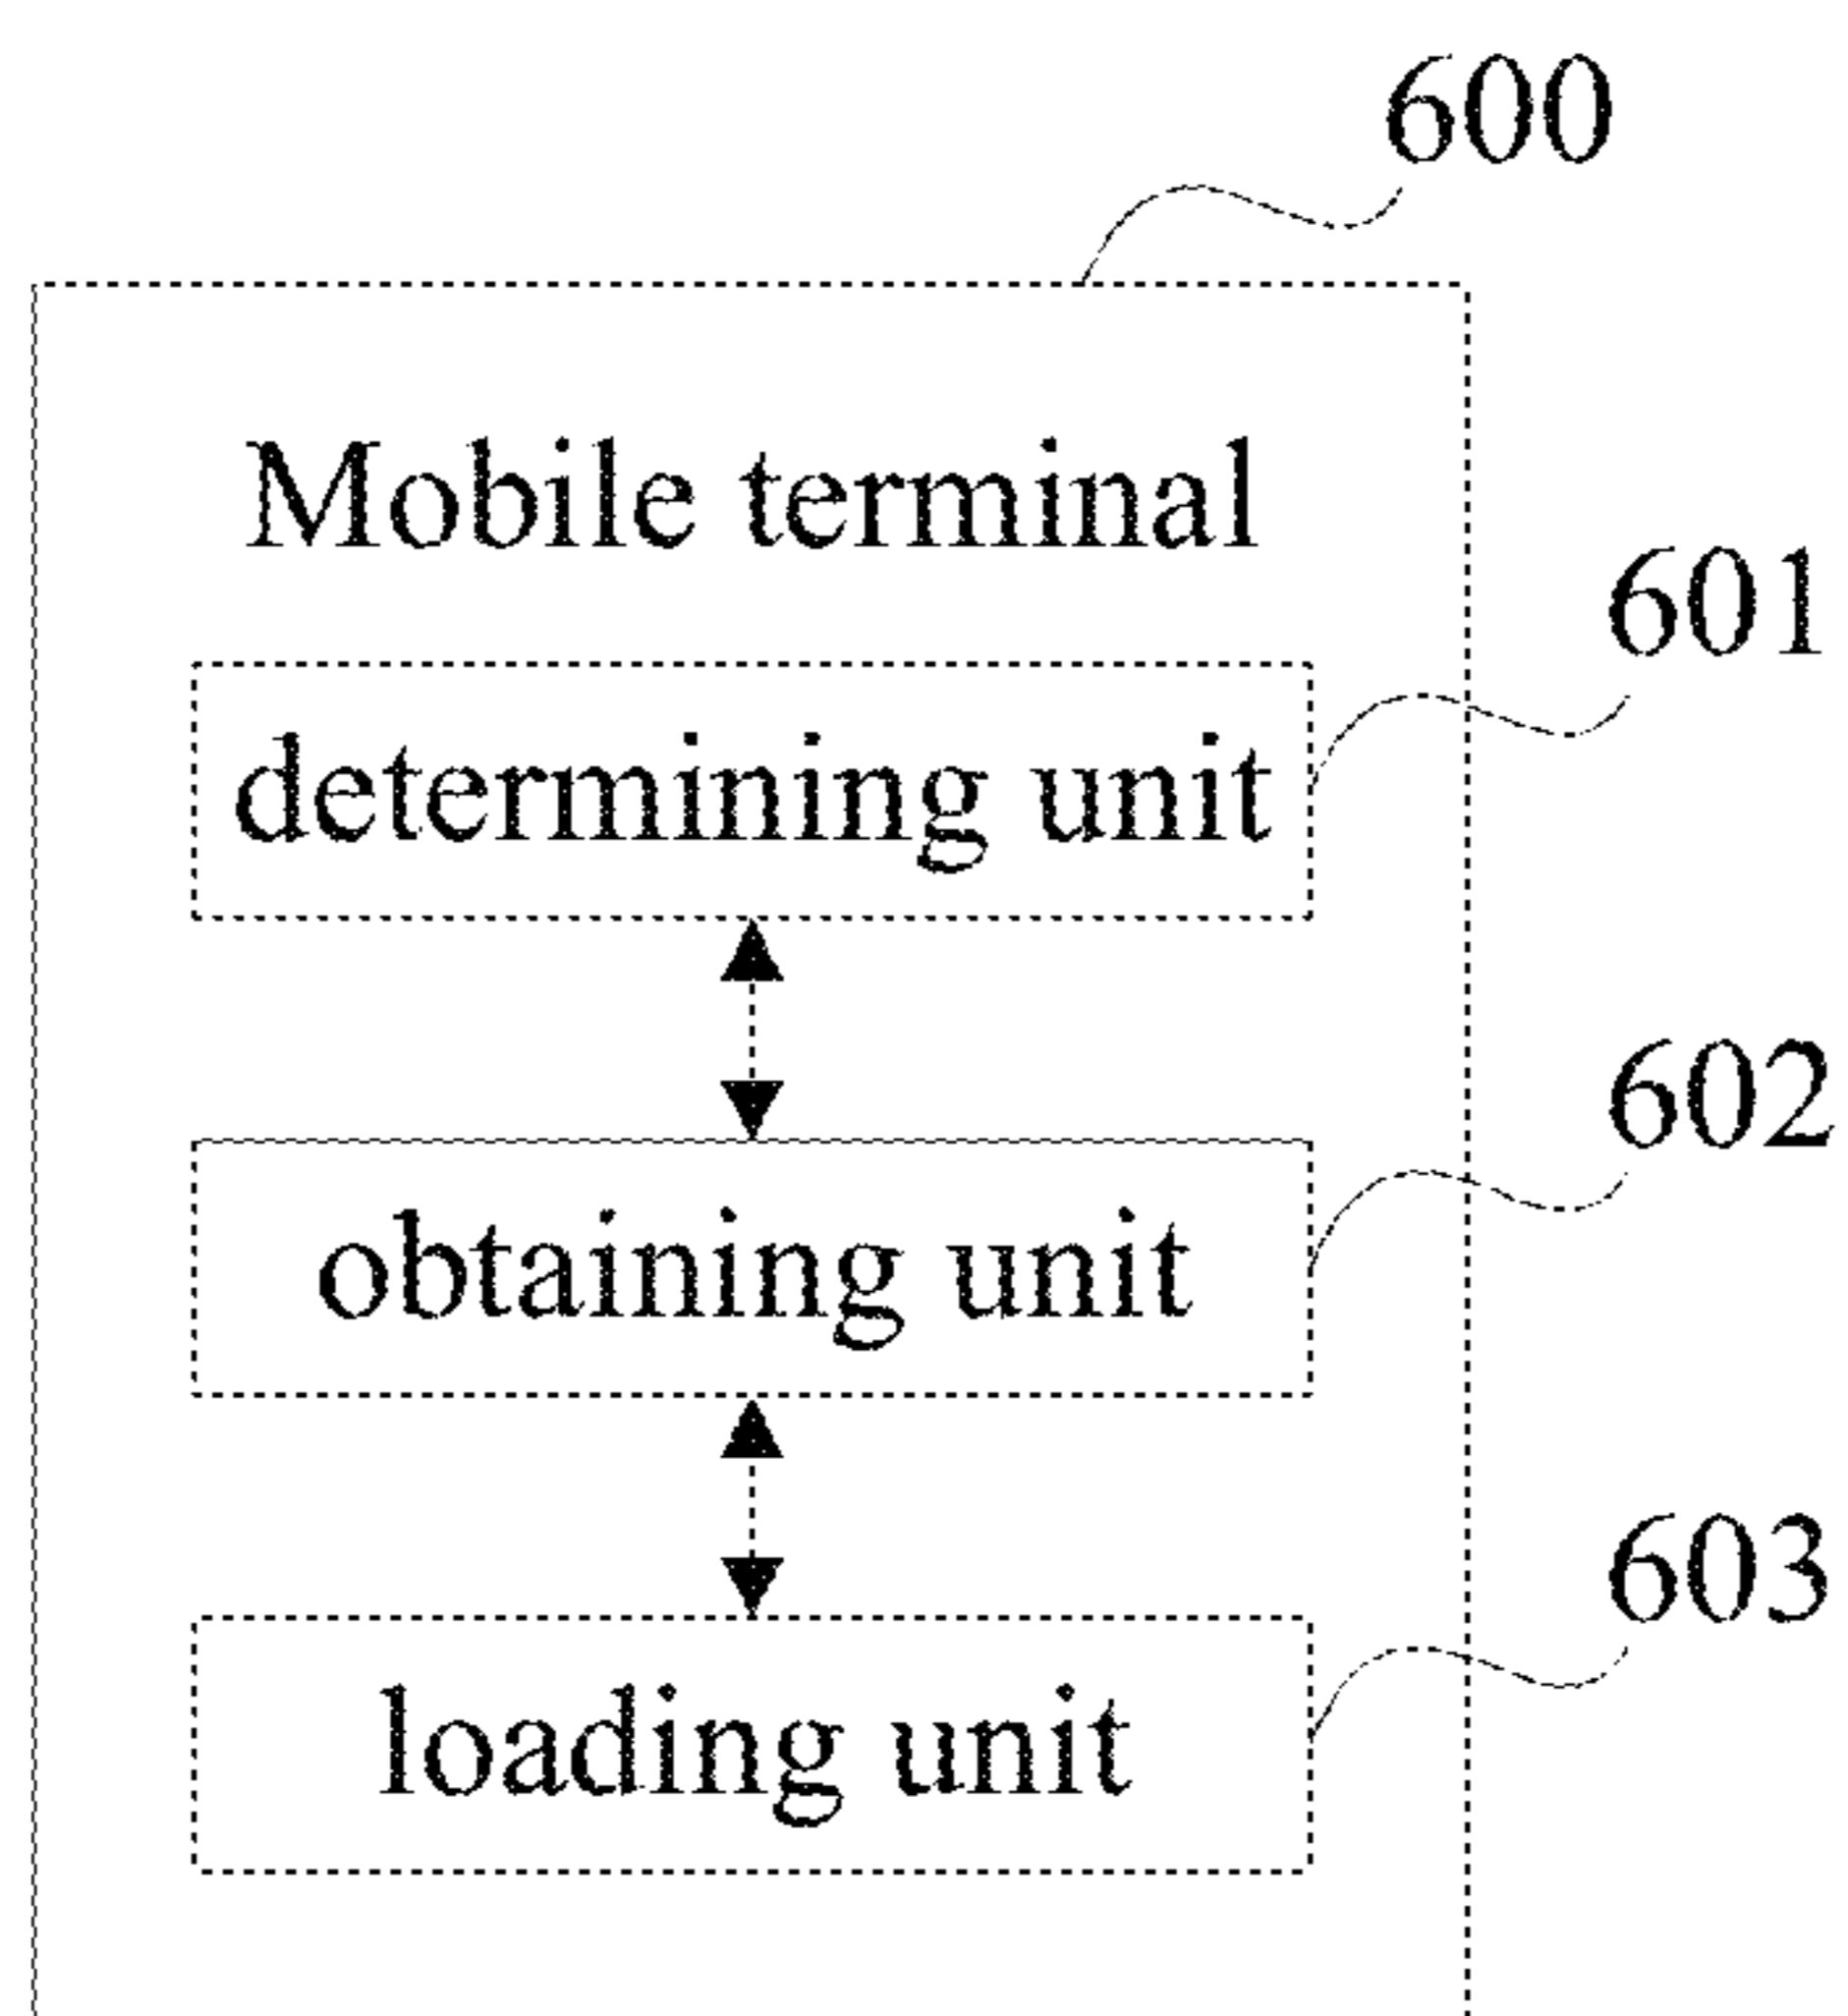 600
Mobile terminal
601
determining unit
602
obtaining unit
603
loading unit